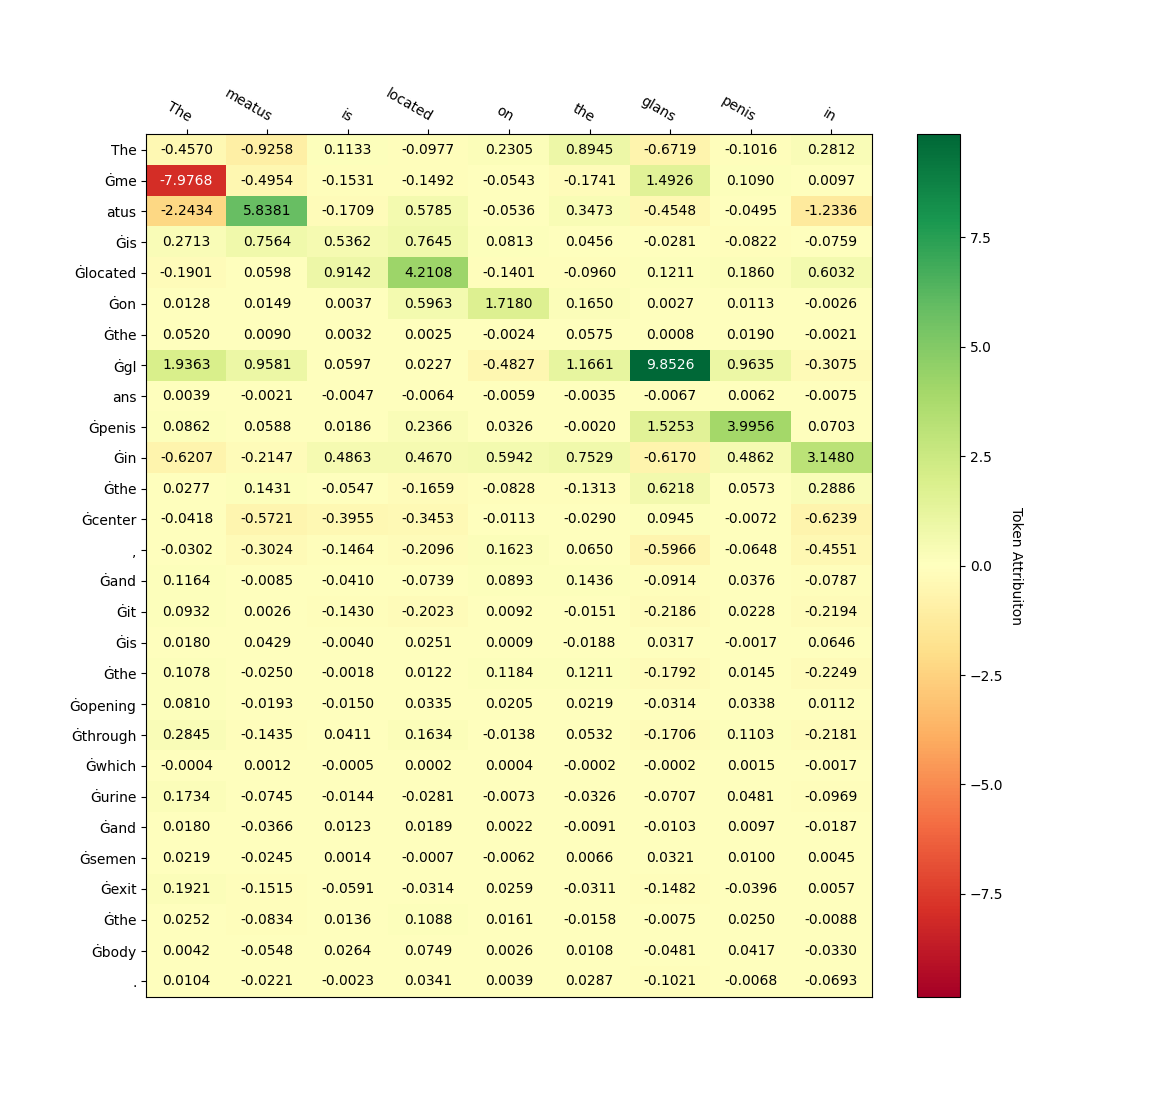 The meatus is located on the glans penis in
The -0.4570 -0.9258 0.1133 -0.0977 0.2305 0.8945 -0.6719 -0.1016 0.2812
Ġme -7.9768 -0.4954 -0.1531 -0.1492 -0.0543 -0.1741 1.4926 0.1090 0.0097
atus -2.2434 5.8381 -0.1709 0.5785 -0.0536 0.3473 -0.4548 -0.0495 -1.2336
Ġis 0.2713 0.7564 0.5362 0.7645 0.0813 0.0456 -0.0281 -0.0822 -0.0759
Ġlocated -0.1901 0.0598 0.9142 4.2108 -0.1401 -0.0960 0.1211 0.1860 0.6032
Ġon 0.0128 0.0149 0.0037 0.5963 1.7180 0.1650 0.0027 0.0113 -0.0026
Ġthe 0.0520 0.0090 0.0032 0.0025 -0.0024 0.0575 0.0008 0.0190 -0.0021
Ġgl 1.9363 0.9581 0.0597 0.0227 -0.4827 1.1661 9.8526 0.9635 -0.3075
ans 0.0039 -0.0021 -0.0047 -0.0064 -0.0059 -0.0035 -0.0067 0.0062 -0.0075
Ġpenis 0.0862 0.0588 0.0186 0.2366 0.0326 -0.0020 1.5253 3.9956 0.0703
Ġin -0.6207 -0.2147 0.4863 0.4670 0.5942 0.7529 -0.6170 0.4862 3.1480
Ġthe 0.0277 0.1431 -0.0547 -0.1659 -0.0828 -0.1313 0.6218 0.0573 0.2886
Ġcenter -0.0418 -0.5721 -0.3955 -0.3453 -0.0113 -0.0290 0.0945 -0.0072 -0.6239
, -0.0302 -0.3024 -0.1464 -0.2096 0.1623 0.0650 -0.5966 -0.0648 -0.4551
Ġand 0.1164 -0.0085 -0.0410 -0.0739 0.0893 0.1436 -0.0914 0.0376 -0.0787
Ġit 0.0932 0.0026 -0.1430 -0.2023 0.0092 -0.0151 -0.2186 0.0228 -0.2194
Ġis 0.0180 0.0429 -0.0040 0.0251 0.0009 -0.0188 0.0317 -0.0017 0.0646
Ġthe 0.1078 -0.0250 -0.0018 0.0122 0.1184 0.1211 -0.1792 0.0145 -0.2249
Ġopening 0.0810 -0.0193 -0.0150 0.0335 0.0205 0.0219 -0.0314 0.0338 0.0112
Ġthrough 0.2845 -0.1435 0.0411 0.1634 -0.0138 0.0532 -0.1706 0.1103 -0.2181
Ġwhich -0.0004 0.0012 -0.0005 0.0002 0.0004 -0.0002 -0.0002 0.0015 -0.0017
Ġurine 0.1734 -0.0745 -0.0144 -0.0281 -0.0073 -0.0326 -0.0707 0.0481 -0.0969
Ġand 0.0180 -0.0366 0.0123 0.0189 0.0022 -0.0091 -0.0103 0.0097 -0.0187
Ġsemen 0.0219 -0.0245 0.0014 -0.0007 -0.0062 0.0066 0.0321 0.0100 0.0045
Ġexit 0.1921 -0.1515 -0.0591 -0.0314 0.0259 -0.0311 -0.1482 -0.0396 0.0057
Ġthe 0.0252 -0.0834 0.0136 0.1088 0.0161 -0.0158 -0.0075 0.0250 -0.0088
Ġbody 0.0042 -0.0548 0.0264 0.0749 0.0026 0.0108 -0.0481 0.0417 -0.0330
. 0.0104 -0.0221 -0.0023 0.0341 0.0039 0.0287 -0.1021 -0.0068 -0.0693
7.5
5.0
2.5
0.0
−2.5
−5.0
−7.5
Token Attribuiton